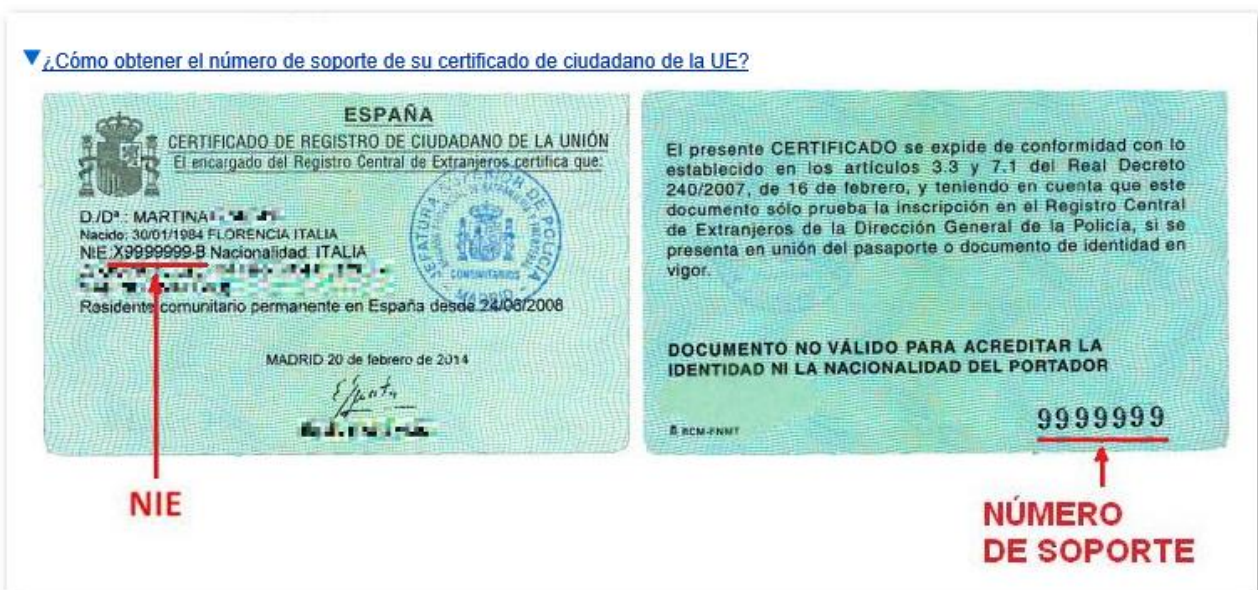 ¿Cómo obtener el número de soporte de su certificado de ciudadano de la UE?
ESPAÑA
CERTIFICADO DE REGISTRO DE CIUDADANO DE LA UNIÓN
El encargado del Registro Central de Extranjeros certifica que:
D./Dª.: MARTINA
Nacido: 30/01/1984 FLORENCIA ITALIA
NIE:X9999999-B Nacionalidad: ITALIA
Residente comunitario permanente en España desde 24/06/2008
MADRID 20 de febrero de 2014
JEFATURA SUPERIOR DE POLICIA
COMUNITARIOS
MADRID
NIE
El presente CERTIFICADO se expide de conformidad con lo
establecido en los artículos 3.3 y 7.1 del Real Decreto
240/2007, de 16 de febrero, y teniendo en cuenta que este
documento sólo prueba la inscripción en el Registro Central
de Extranjeros de la Dirección General de la Policía, si se
presenta en unión del pasaporte o documento de identidad en
vigor.
DOCUMENTO NO VÁLIDO PARA ACREDITAR LA
IDENTIDAD NI LA NACIONALIDAD DEL PORTADOR
RCM-FNMT
9999999
NÚMERO
DE SOPORTE